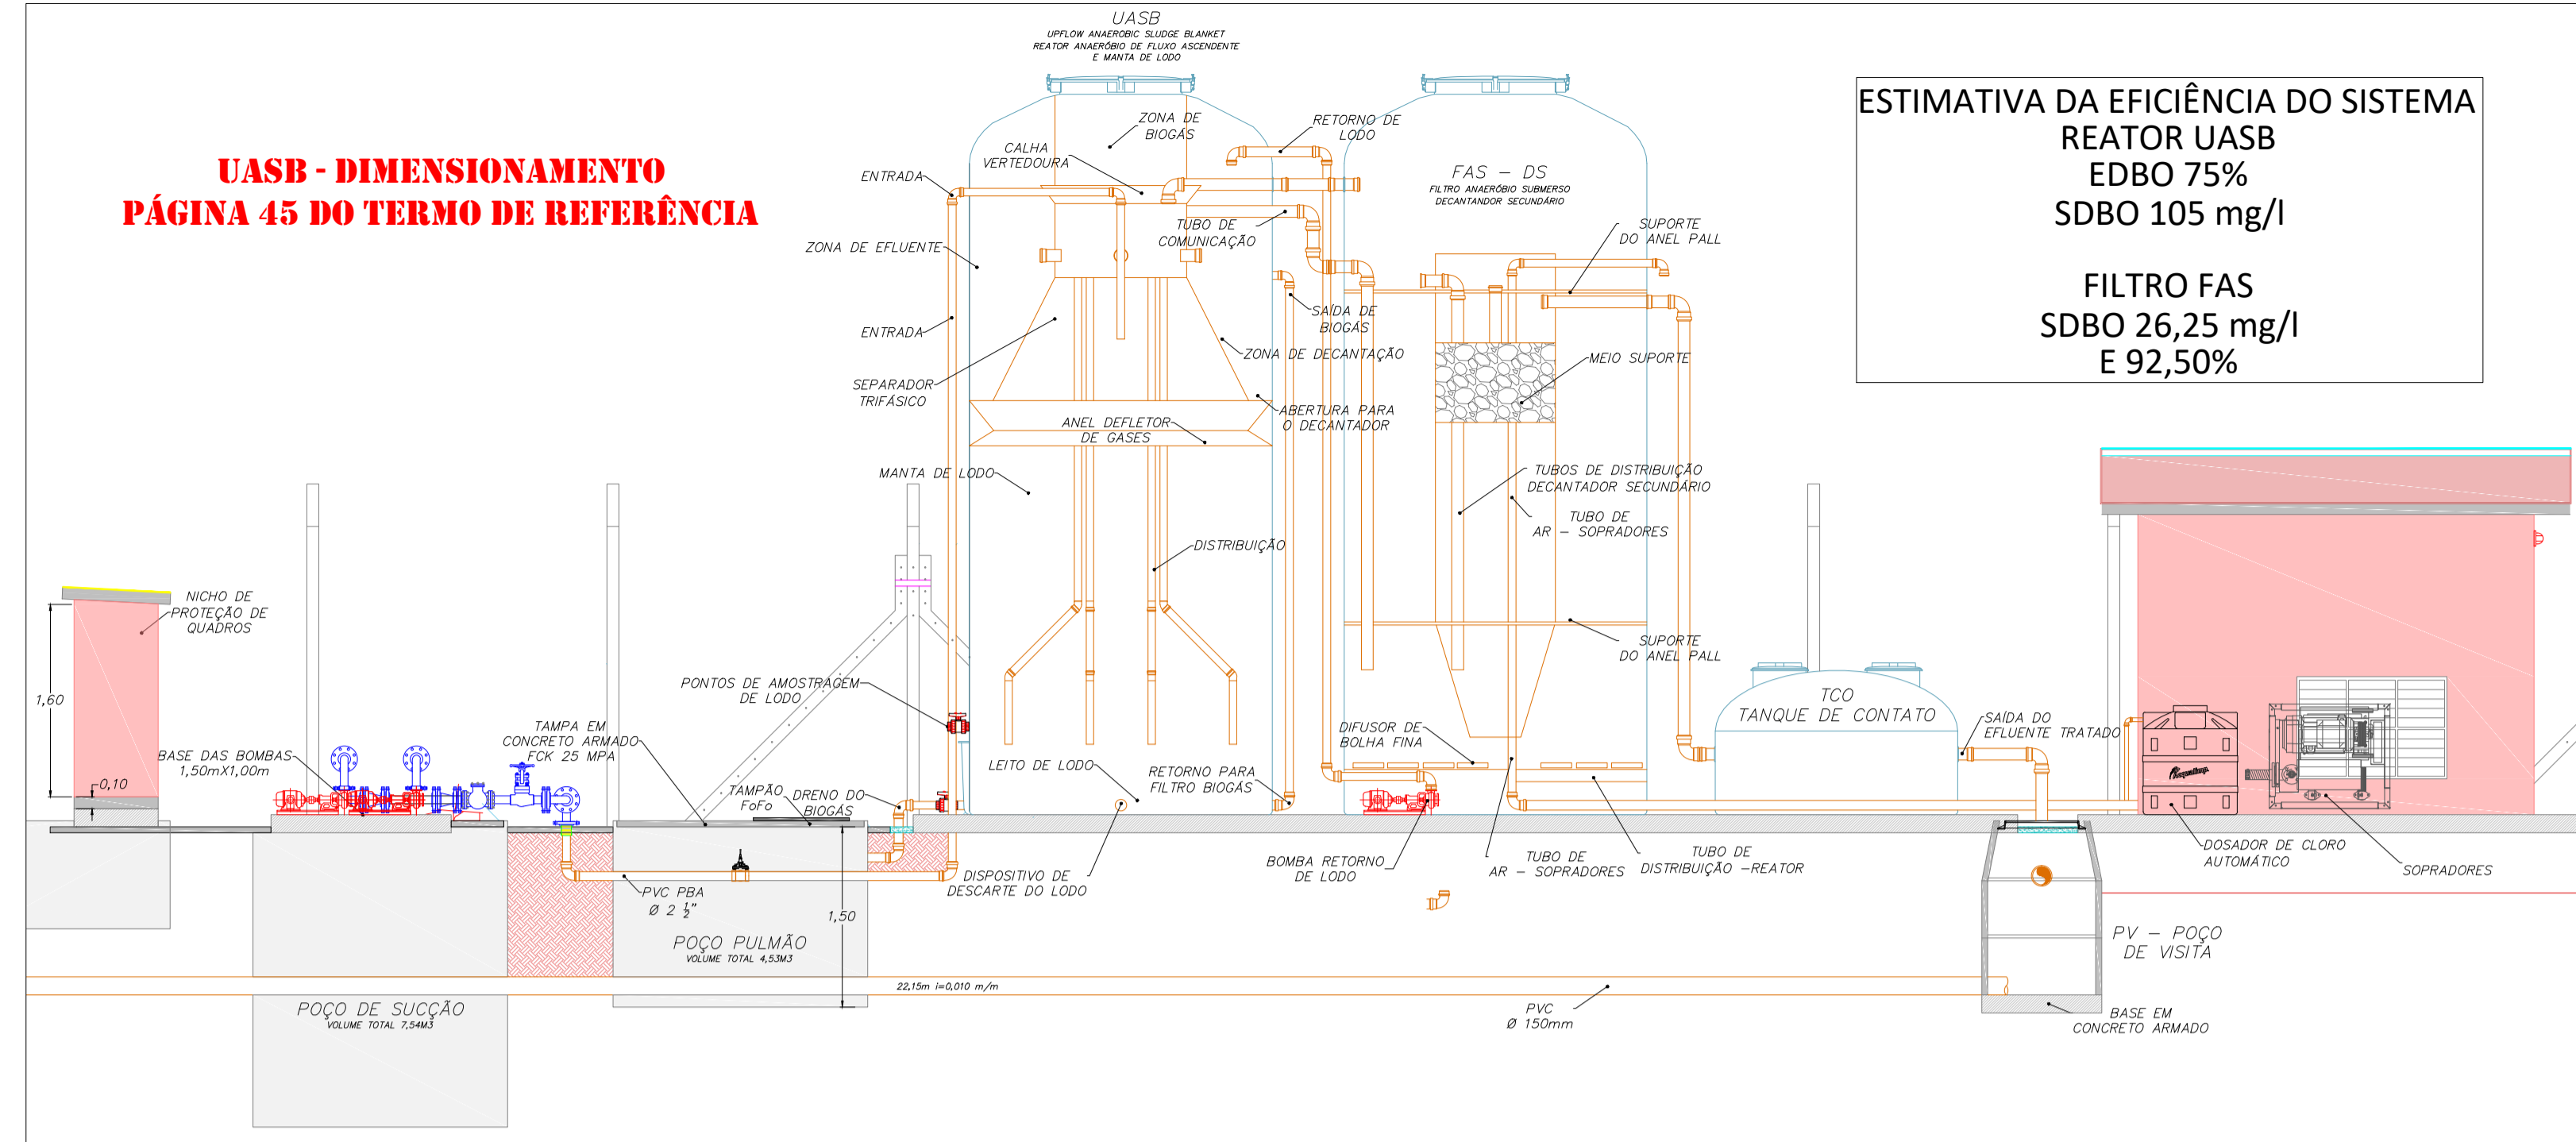 UASB
UPFLOW ANAEROBIC SLUDGE BLANKET
REATOR ANAERÓBIO DE FLUXO ASCENDENTE
E MANTA DE LODO
UASB - DIMENSIONAMENTO
PÁGINA 45 DO TERMO DE REFERÊNCIA
ESTIMATIVA DA EFICIÊNCIA DO SISTEMA
REATOR UASB
EDBO 75%
SDBO 105 mg/l
FILTRO FAS
SDBO 26,25 mg/l
E 92,50%
ZONA DE
BIOGÁS
CALHA
VERTEDOURA
ENTRADA
RETORNO DE
LODO
FAS - DS
FILTRO ANAERÓBIO SUBMERSO
DECANTANDOR SECUNDÁRIO
TUBO DE
COMUNICAÇÃO
SUPORTE
DO ANEL PALL
ZONA DE EFLUENTE
ENTRADA
SAÍDA DE
BIOGÁS
ZONA DE DECANTAÇÃO
MEIO SUPORTE
SEPARADOR
TRIFÁSICO
ABERTURA PARA
O DECANTADOR
ANEL DEFLETOR
DE GASES
MANTA DE LODO
TUBOS DE DISTRIBUIÇÃO
DECANTADOR SECUNDÁRIO
TUBO DE
AR - SOPRADORES
DISTRIBUIÇÃO
NICHO DE
PROTEÇÃO DE
QUADROS
1,60
0,10
SUPORTE
DO ANEL PALL
PONTOS DE AMOSTRAGEM
DE LODO
TAMPA EM
CONCRETO ARMADO
FCK 25 MPA
BASE DAS BOMBAS
1,50mX1,00m
TAMPÃO
FoFo
DRENO DO
BIOGÁS
LEITO DE LODO
RETORNO PARA
FILTRO BIOGÁS
DIFUSOR DE
BOLHA FINA
TCO
TANQUE DE CONTATO
SAÍDA DO
EFLUENTE TRATADO
DISPOSITIVO DE
DESCARTE DO LODO
BOMBA RETORNO
DE LODO
TUBO DE
AR - SOPRADORES
TUBO DE
DISTRIBUIÇÃO -REATOR
DOSADOR DE CLORO
AUTOMÁTICO
SOPRADORES
PVC PBA
Ø 2 1/2"
1,50
POÇO PULMÃO
VOLUME TOTAL 4,53M3
PV - POÇO
DE VISITA
22,15m i=0,010 m/m
POÇO DE SUCÇÃO
VOLUME TOTAL 7,54M3
PVC
Ø 150mm
BASE EM
CONCRETO ARMADO